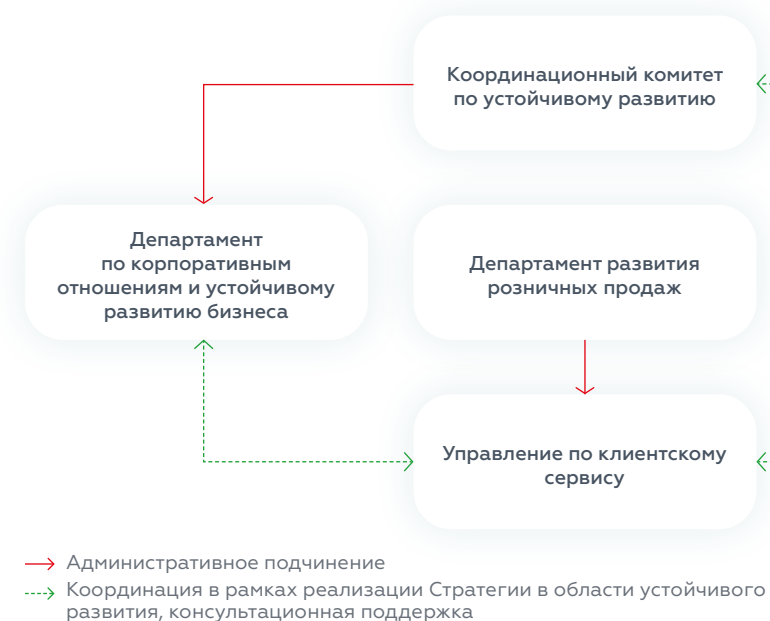 Координационный комитет
по устойчивому развитию
Департамент
по корпоративным
отношениям и устойчивому
развитию бизнеса
Департамент развития
розничных продаж
Управление по клиентскому
сервису
Административное подчинение
Координация в рамках реализации Стратегии в области устойчивого
развития, консультационная поддержка